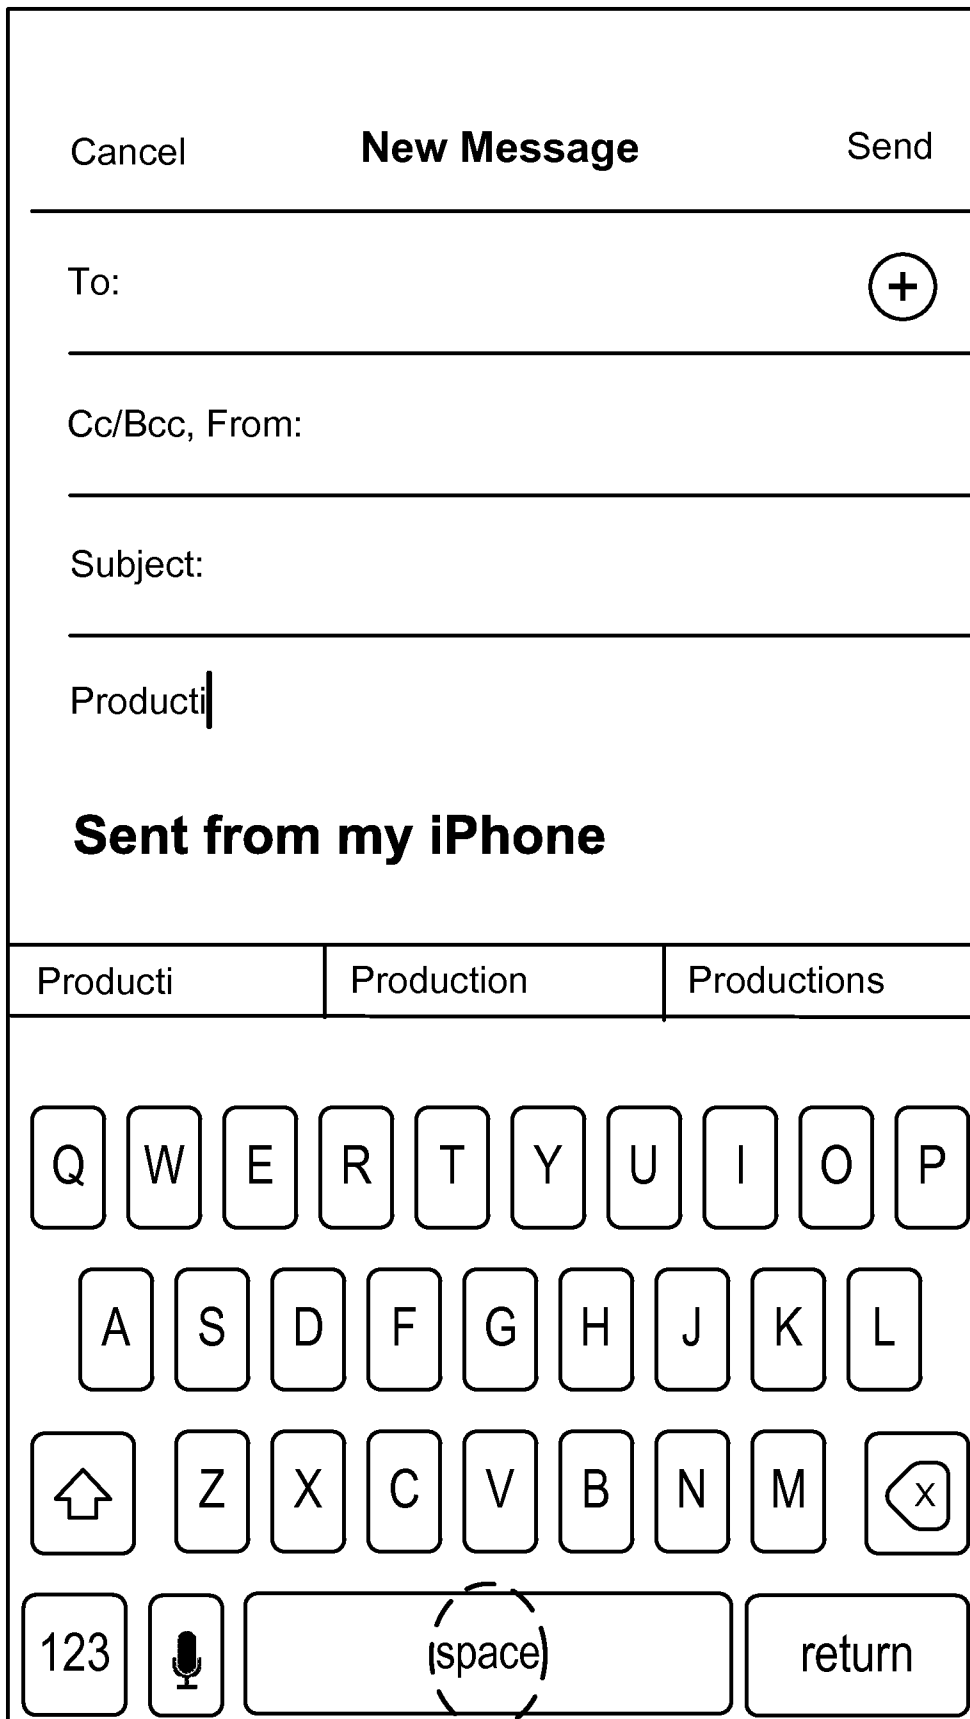 Cancel New Message Send
To: +
Cc/Bcc, From:
Subject:
Producti
Sent from my iPhone
Producti Production Productions
Q W E R T Y U I O P
A S D F G H J K L
Z X C V B N M X
123 space return